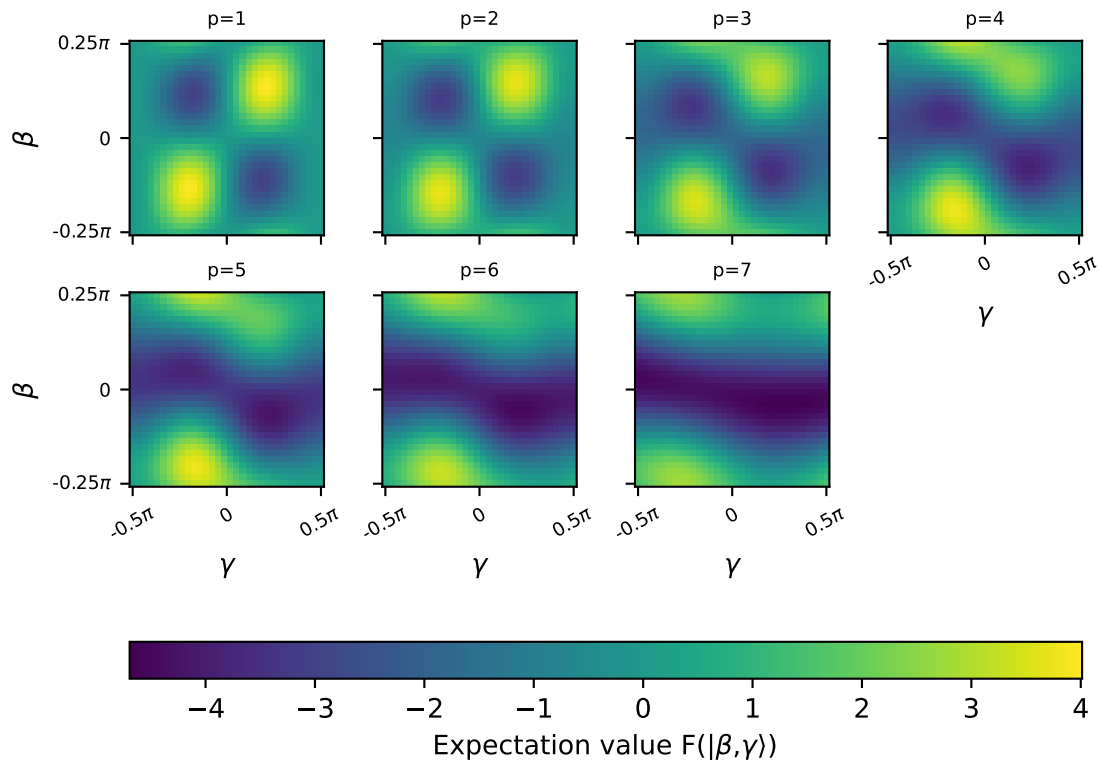 p=1
p=2
p=3
p=4
0.25π
0
-0.25π
β
-0.5π
0
0.5π
γ
p=5
p=6
p=7
0.25π
0
-0.25π
β
-0.5π
0
0.5π
γ
-0.5π
0
0.5π
γ
-0.5π
0
0.5π
γ
−4
−3
−2
−1
0
1
2
3
4
Expectation value F(|β,γ⟩)